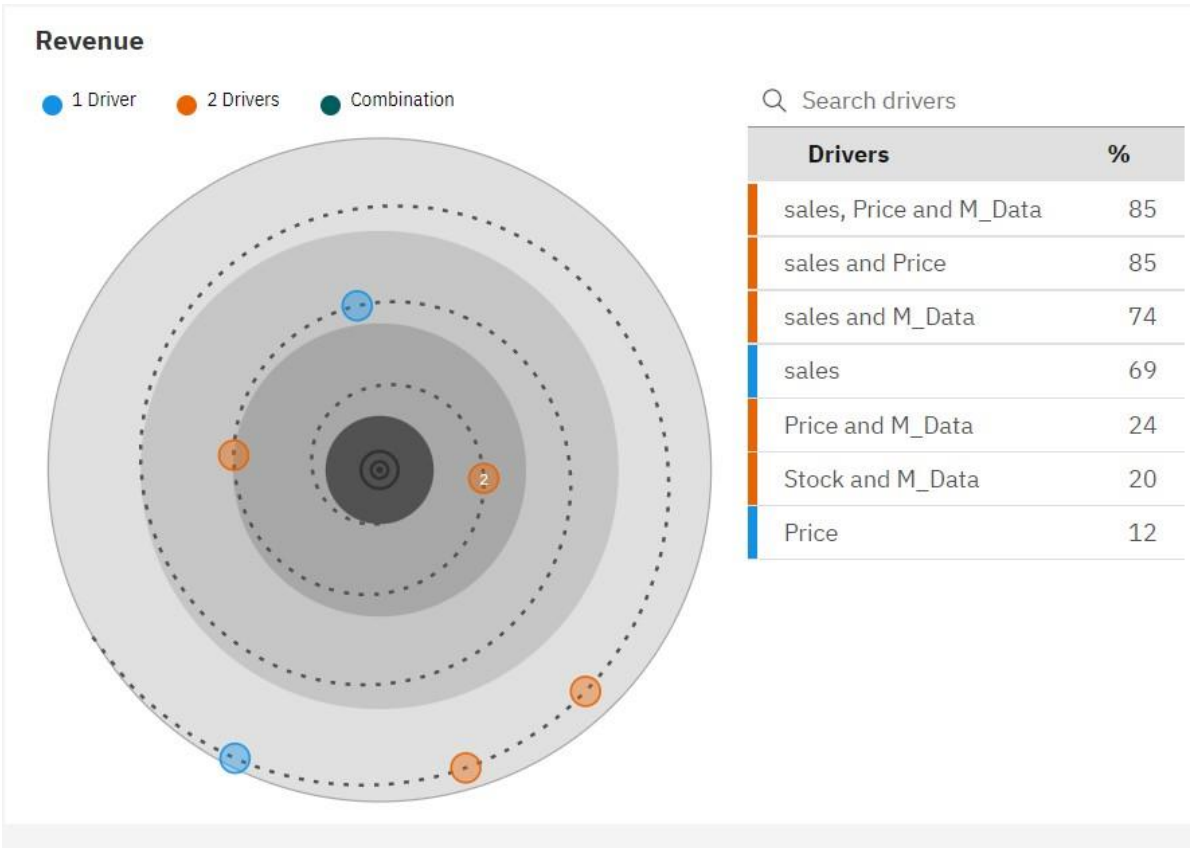 Revenue
1 Driver 2 Drivers Combination
2
Search drivers
Drivers %
sales, Price and M_Data 85
sales and Price 85
sales and M_Data 74
sales 69
Price and M_Data 24
Stock and M_Data 20
Price 12